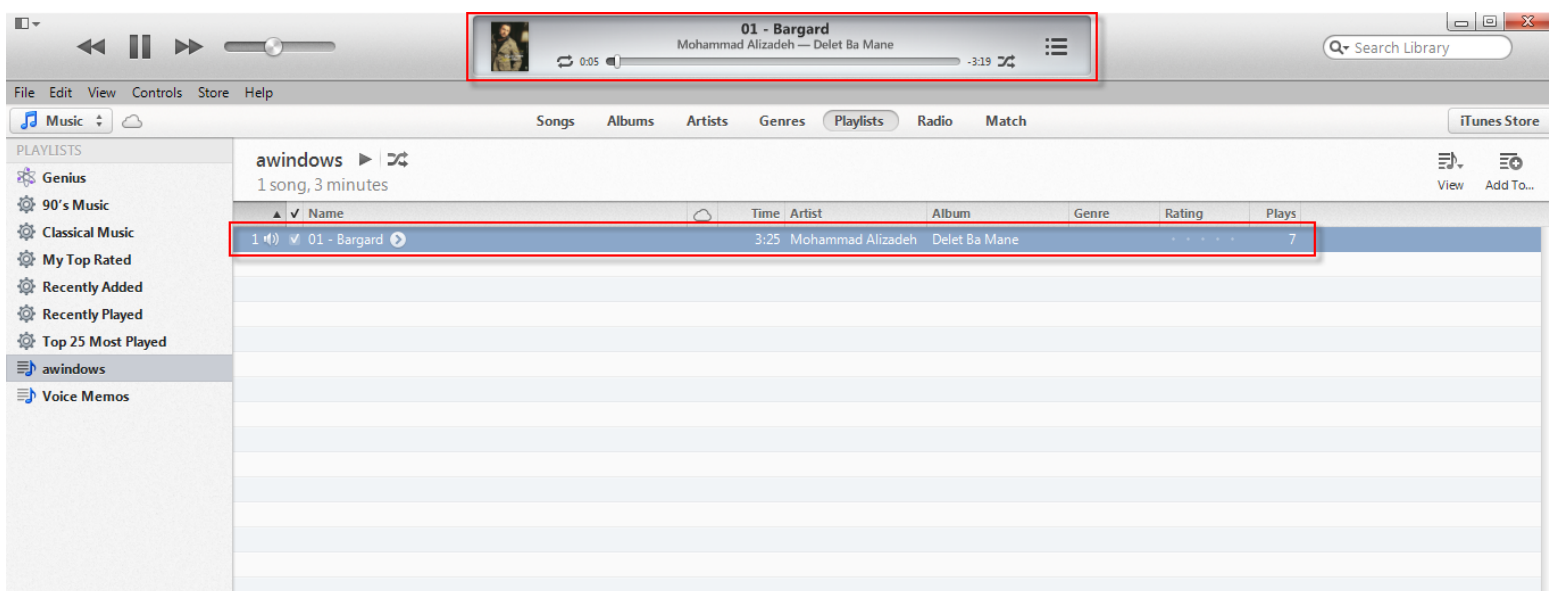 01 - Bargard
Mohammad Alizadeh — Delet Ba Mane
0:05 -3:19
Search Library
File Edit View Controls Store Help
Music Songs Albums Artists Genres Playlists Radio Match iTunes Store
PLAYLISTS
Genius
90's Music
Classical Music
My Top Rated
Recently Added
Recently Played
Top 25 Most Played
awindows
Voice Memos
awindows
1 song, 3 minutes
View Add To...
Name Time Artist Album Genre Rating Plays
1 01 - Bargard 3:25 Mohammad Alizadeh Delet Ba Mane 7